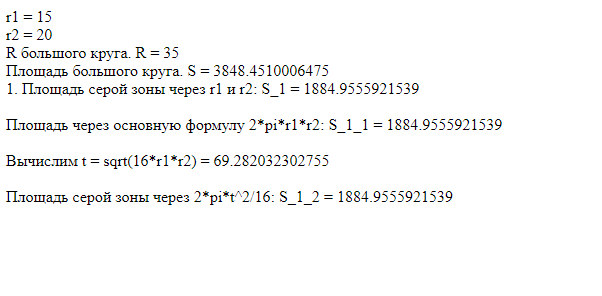 r1 = 15
r2 = 20
R большого круга. R = 35
Площадь большого круга. S = 3848.4510006475
1. Площадь серой зоны через r1 и r2: S_1 = 1884.9555921539
Площадь через основную формулу 2*pi*r1*r2: S_1_1 = 1884.9555921539
Вычислим t = sqrt(16*r1*r2) = 69.282032302755
Площадь серой зоны через 2*pi*t^2/16: S_1_2 = 1884.9555921539